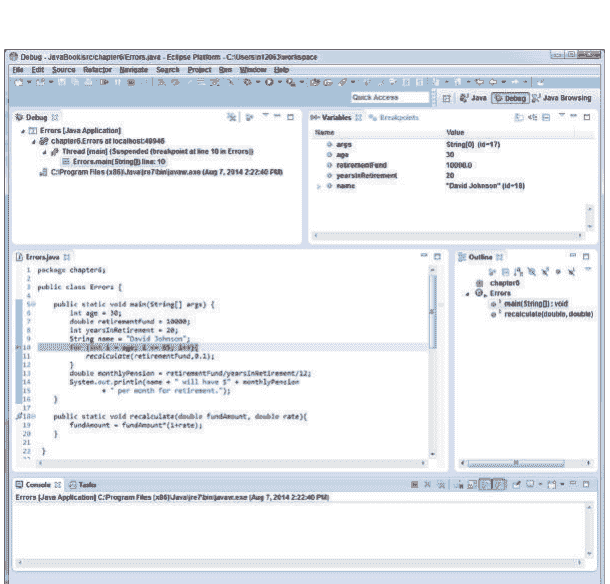 Debug - JavaBook/src/chapter6/Errors.java - Eclipse Platform - C:\Users\n12063\workspace
File Edit Source Refactor Navigate Search Project Run Window Help
Quick Access Java Debug Java Browsing
Debug
Errors [Java Application]
chapter6.Errors at localhost:49946
Thread [main] (Suspended (breakpoint at line 10 in Errors))
Errors.main(String[]) line: 10
C:\Program Files (x86)\Java\jre7\bin\javaw.exe (Aug 7, 2014 2:22:40 PM)
Variables Breakpoints
Name Value
args String[0] (id=17)
age 30
retirementFund 10000.0
yearsInRetirement 20
name "David Johnson" (id=18)
Errors.java
1 package chapter6;
2
3 public class Errors {
4
5 public static void main(String[] args) {
6 int age = 30;
7 double retirementFund = 10000;
8 int yearsInRetirement = 20;
9 String name = "David Johnson";
10 for (int i = age; i <= 65; i++){
11 recalculate(retirementFund,0.1);
12 }
13 double monthlyPension = retirementFund/yearsInRetirement/12;
14 System.out.println(name + " will have $" + monthlyPension
15 + " per month for retirement.");
16 }
17
18 public static void recalculate(double fundAmount, double rate){
19 fundAmount = fundAmount*(1+rate);
20 }
21
22 }
Outline
chapter6
Errors
main(String[]) : void
recalculate(double, double)
Console Tasks
Errors [Java Application] C:\Program Files (x86)\Java\jre7\bin\javaw.exe (Aug 7, 2014 2:22:40 PM)